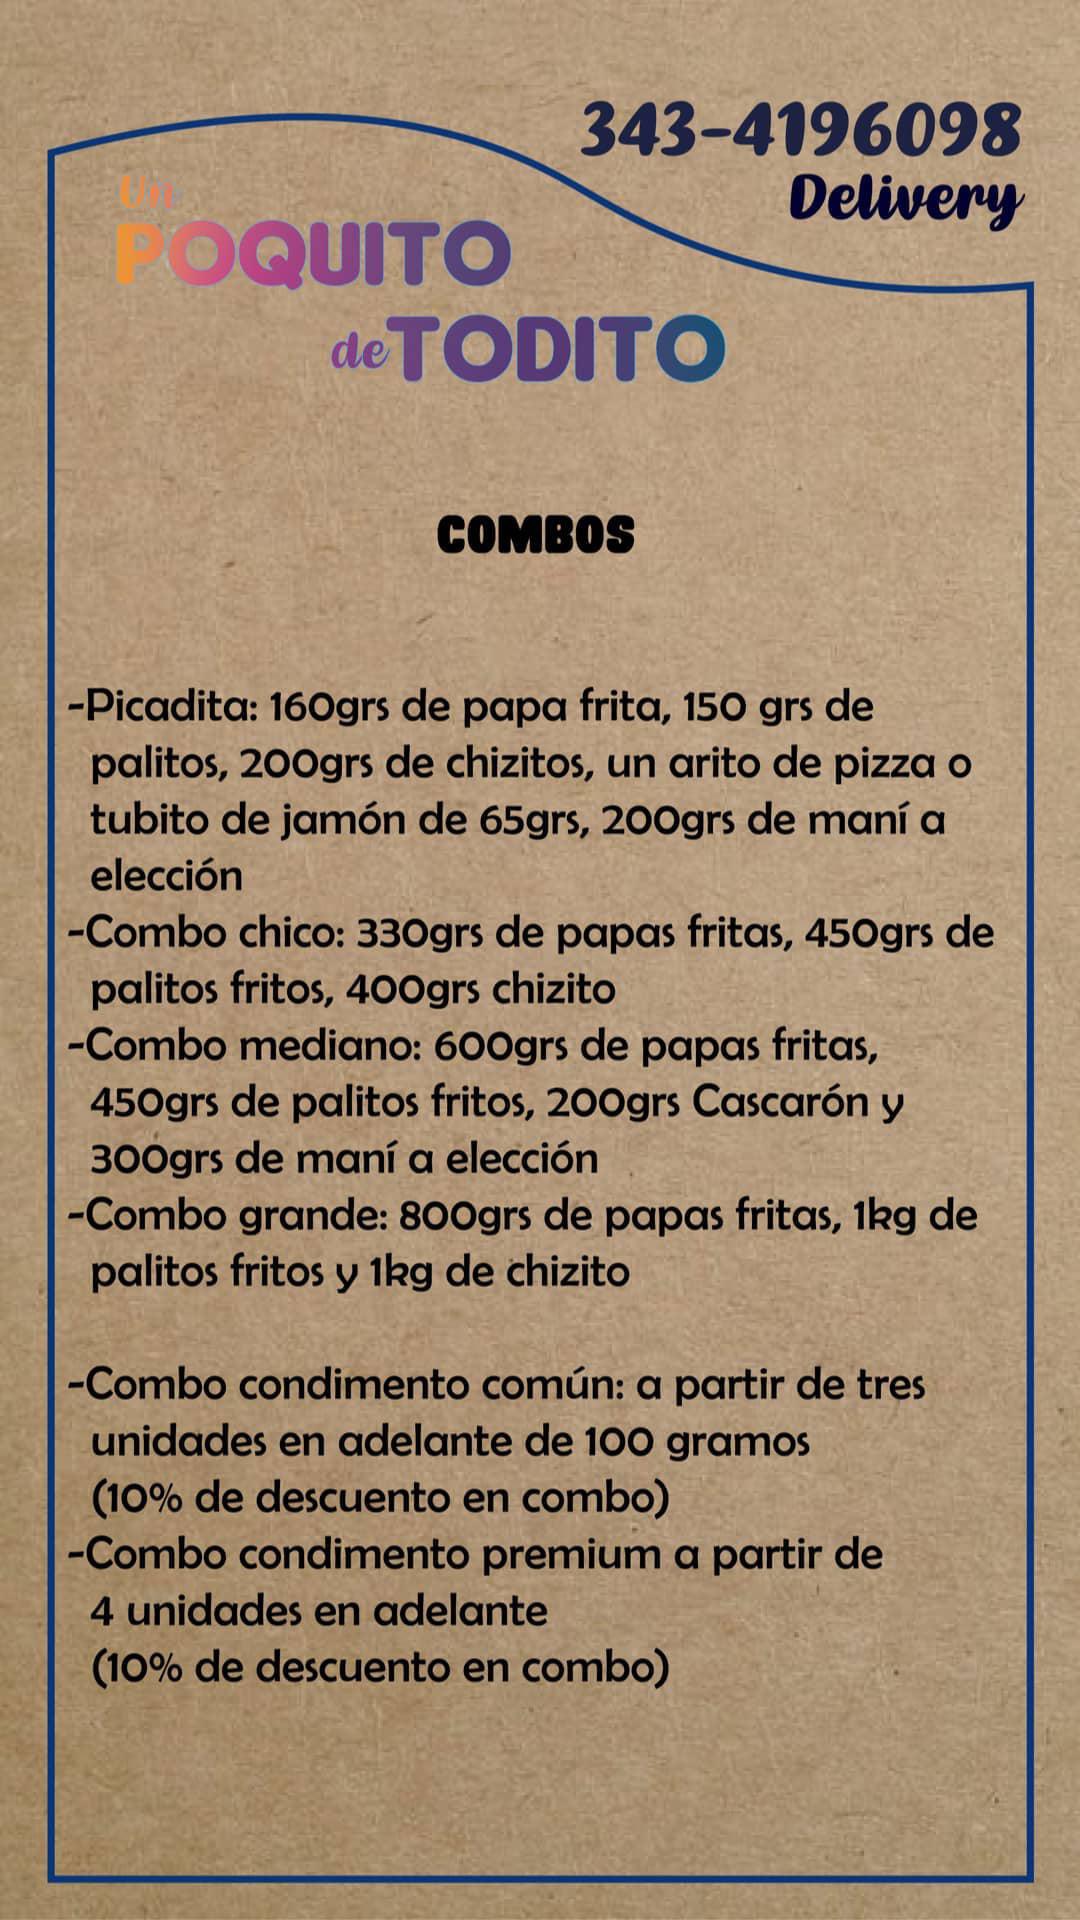 343-4196098
Delivery
Un
POQUITO
de TODITO
COMBOS
-Picadita: 160grs de papa frita, 150 grs de
palitos, 200grs de chizitos, un arito de pizza o
tubito de jamón de 65grs, 200grs de maní a
elección
-Combo chico: 330grs de papas fritas, 450grs de
palitos fritos, 400grs chizito
-Combo mediano: 600grs de papas fritas,
450grs de palitos fritos, 200grs Cascarón y
300grs de maní a elección
-Combo grande: 800grs de papas fritas, 1kg de
palitos fritos y 1kg de chizito
-Combo condimento común: a partir de tres
unidades en adelante de 100 gramos
(10% de descuento en combo)
-Combo condimento premium a partir de
4 unidades en adelante
(10% de descuento en combo)